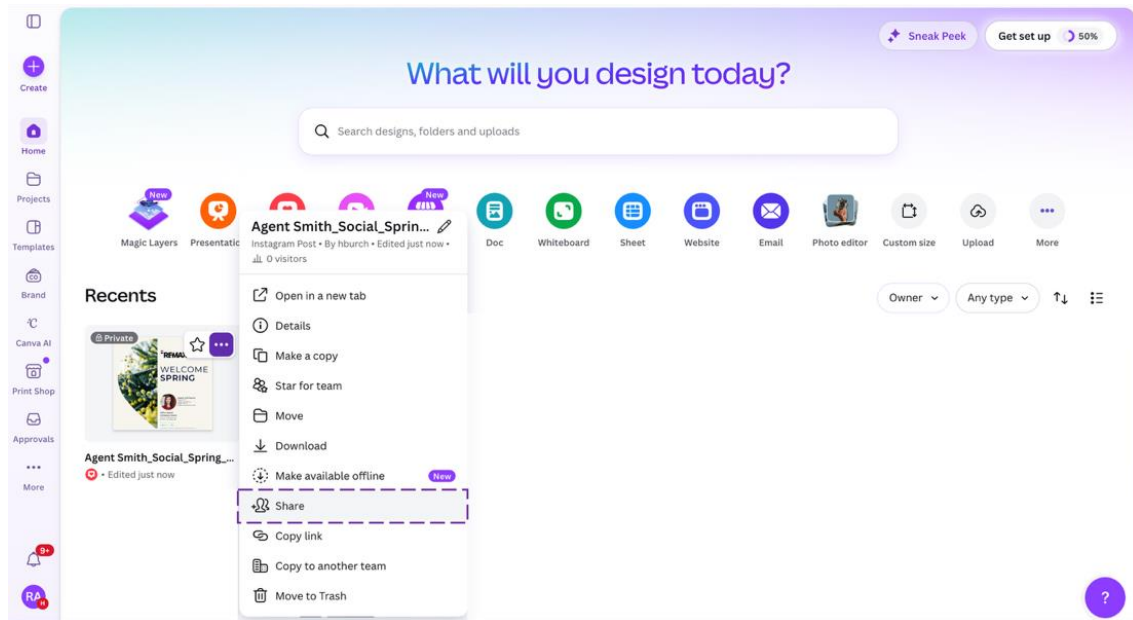 Sneak Peek
Get set up
50%
What will you design today?
Search designs, folders and uploads
Create
Home
Projects
Templates
Brand
Canva AI
Print Shop
Approvals
More
9+
RA
H
New
New
Magic Layers
Presentatio
Doc
Whiteboard
Sheet
Website
Email
Photo editor
Custom size
Upload
More
Agent Smith_Social_Sprin...
Instagram Post • By hburch • Edited just now •
0 visitors
Open in a new tab
Details
Make a copy
Star for team
Move
Download
Make available offline
New
Share
Copy link
Copy to another team
Move to Trash
Recents
Owner
Any type
Private
WELCOME
SPRING
Agent Smith_Social_Spring_...
• Edited just now
?